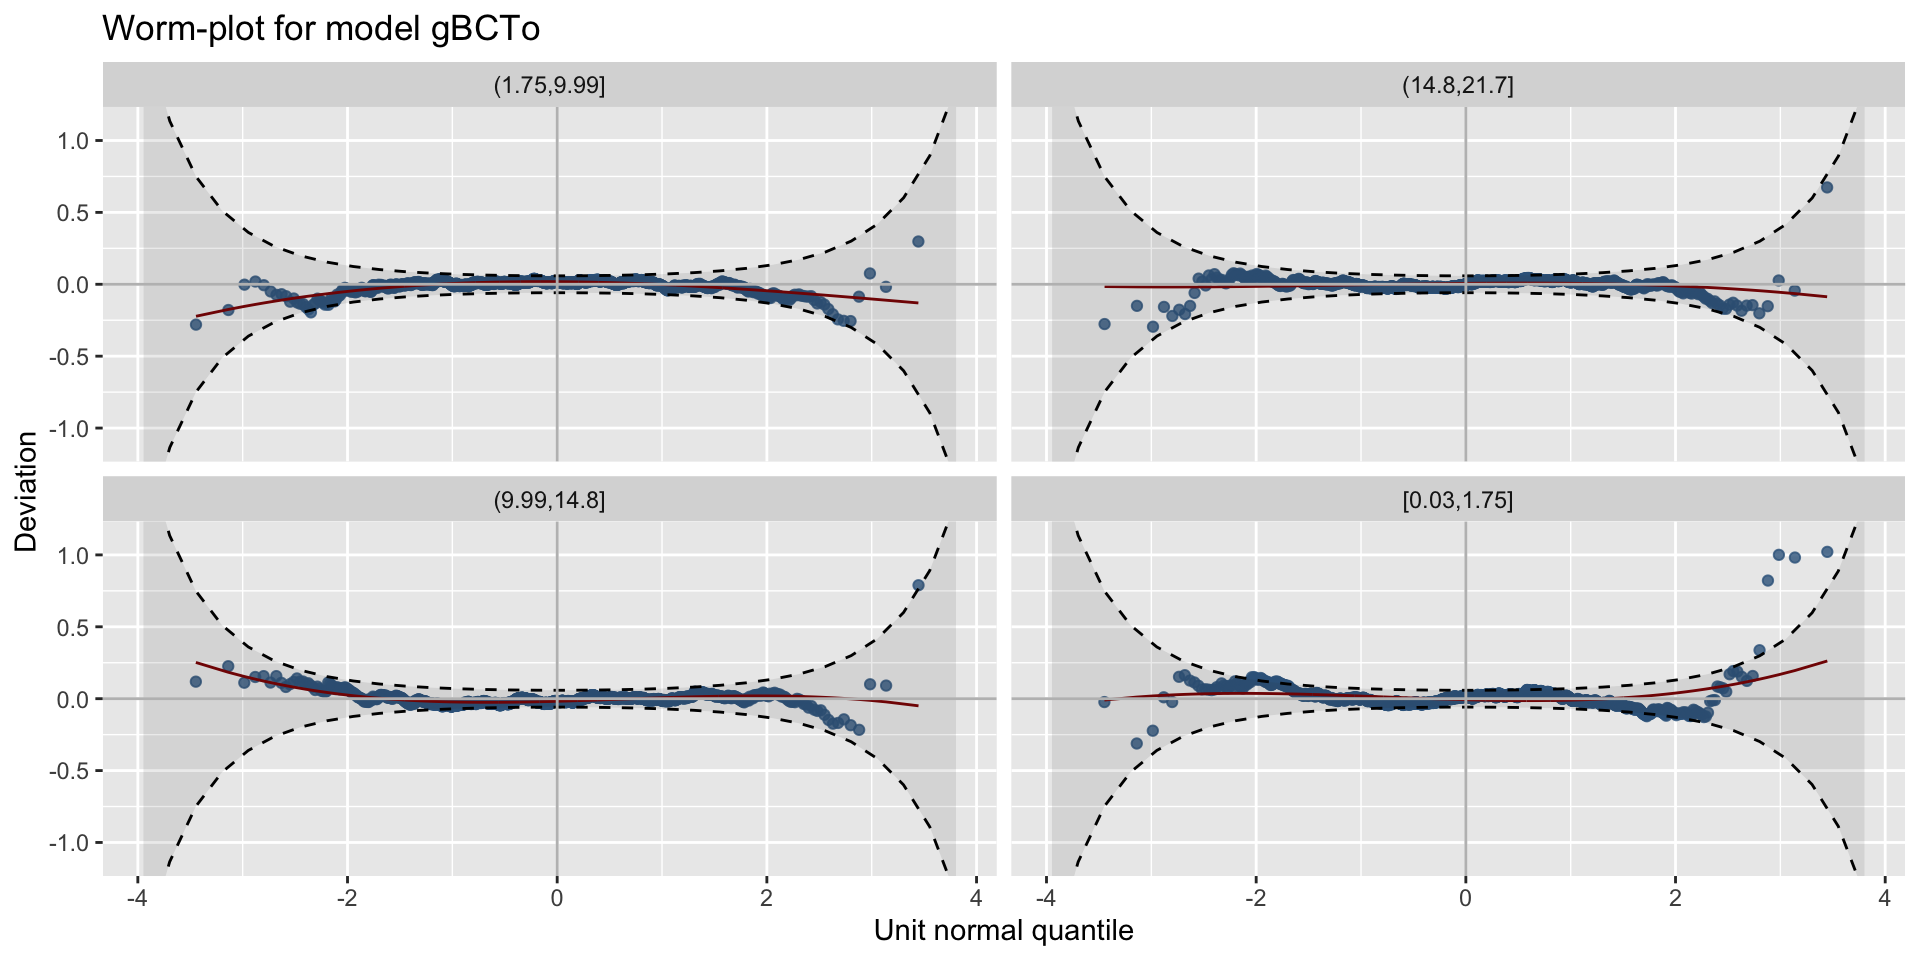 Worm-plot for model gBCTo
(1.75,9.99]
(14.8,21.7]
1.0
0.5
0.0
-0.5
-1.0
Deviation
(9.99,14.8]
[0.03,1.75]
1.0
0.5
0.0
-0.5
-1.0
-4 -2 0 2 4
-4 -2 0 2 4
Unit normal quantile